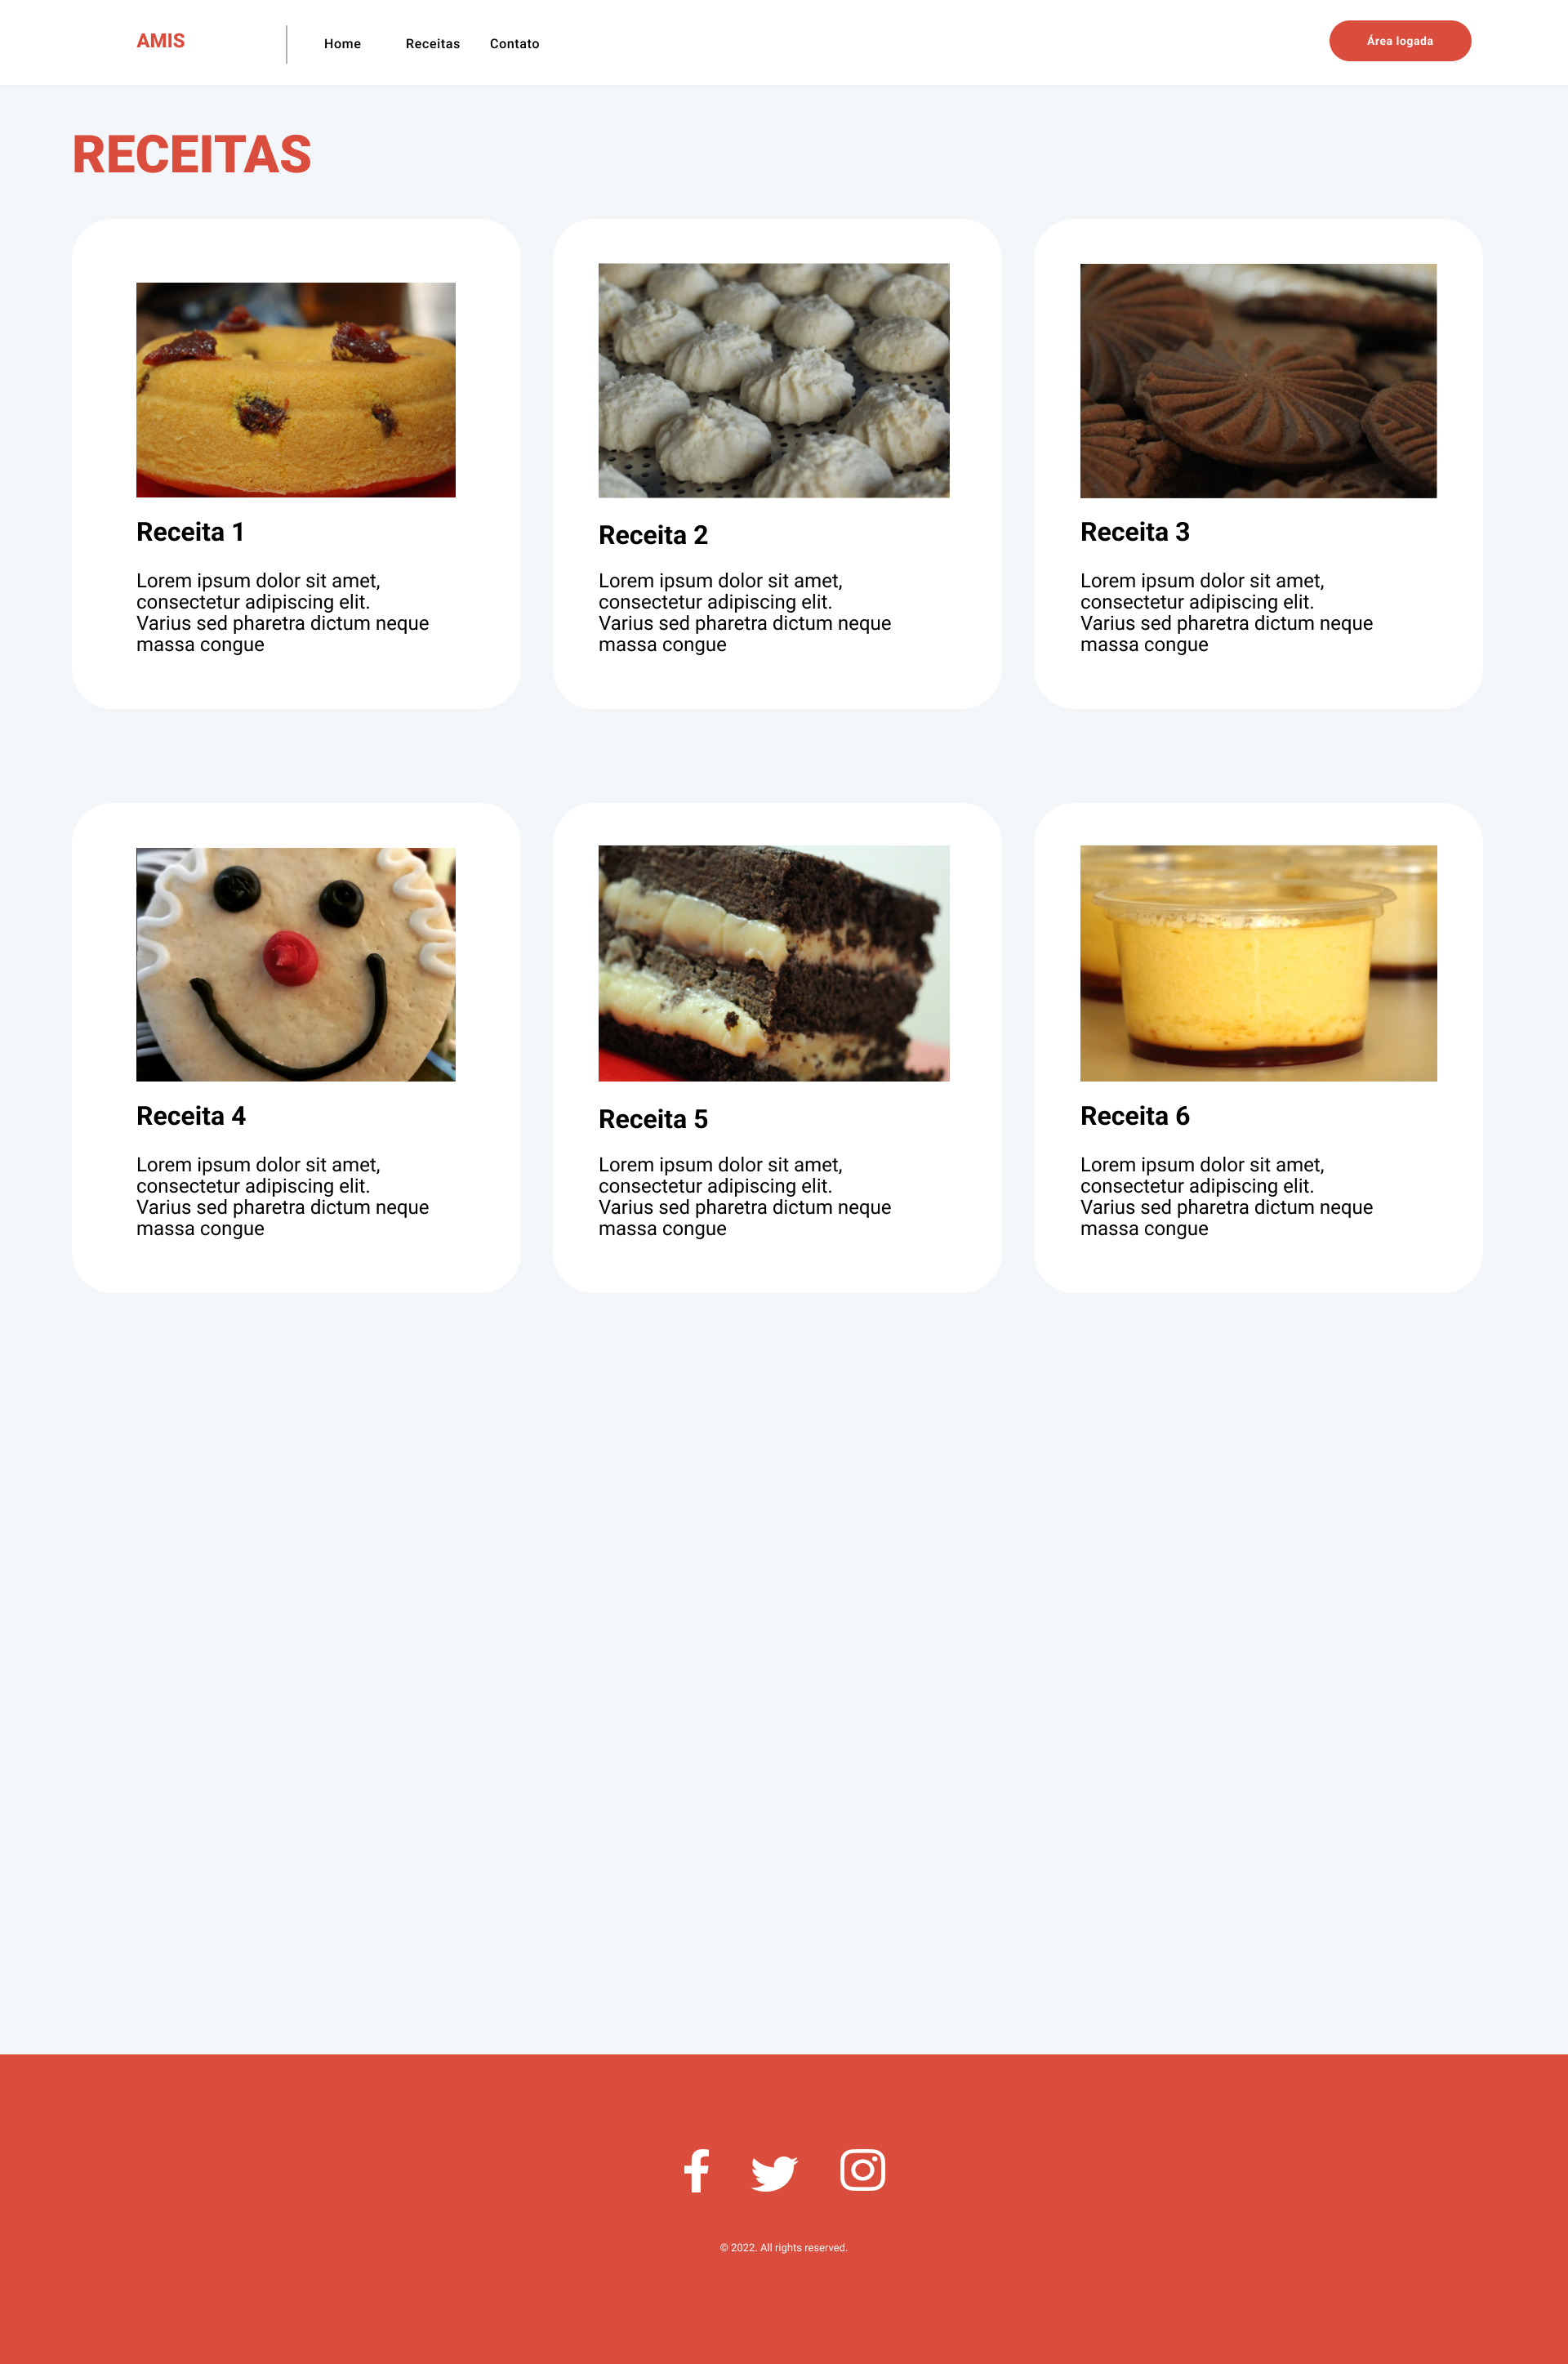 AMIS
Home
Receitas
Contato
Área logada
RECEITAS
Receita 1
Lorem ipsum dolor sit amet,
consectetur adipiscing elit.
Varius sed pharetra dictum neque
massa congue
Receita 2
Lorem ipsum dolor sit amet,
consectetur adipiscing elit.
Varius sed pharetra dictum neque
massa congue
Receita 3
Lorem ipsum dolor sit amet,
consectetur adipiscing elit.
Varius sed pharetra dictum neque
massa congue
Receita 4
Lorem ipsum dolor sit amet,
consectetur adipiscing elit.
Varius sed pharetra dictum neque
massa congue
Receita 5
Lorem ipsum dolor sit amet,
consectetur adipiscing elit.
Varius sed pharetra dictum neque
massa congue
Receita 6
Lorem ipsum dolor sit amet,
consectetur adipiscing elit.
Varius sed pharetra dictum neque
massa congue
© 2022. All rights reserved.